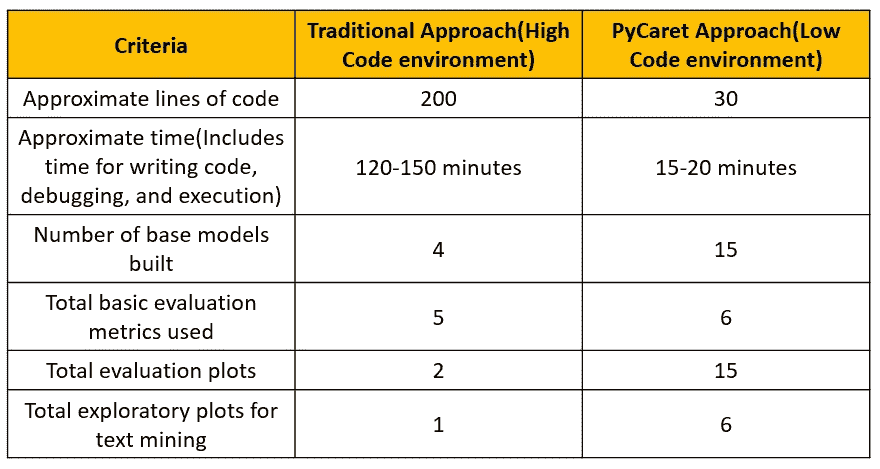 Criteria
Traditional Approach(High
Code environment)
PyCaret Approach(Low
Code environment)
Approximate lines of code
200
30
Approximate time(Includes
time for writing code,
debugging, and execution)
120-150 minutes
15-20 minutes
Number of base models
built
4
15
Total basic evaluation
metrics used
5
6
Total evaluation plots
2
15
Total exploratory plots for
text mining
1
6